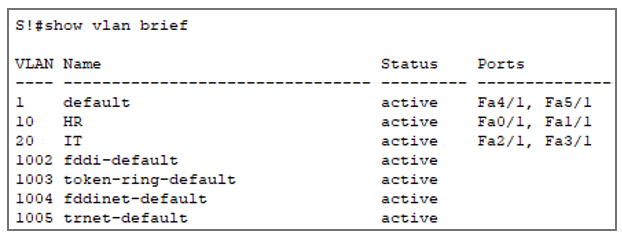 S!#show vlan brief
VLAN Name Status Ports
---- -------------------------------- --------- --------------
1 default active Fa4/1, Fa5/1
10 HR active Fa0/1, Fa1/1
20 IT active Fa2/1, Fa3/1
1002 fddi-default active
1003 token-ring-default active
1004 fddinet-default active
1005 trnet-default active